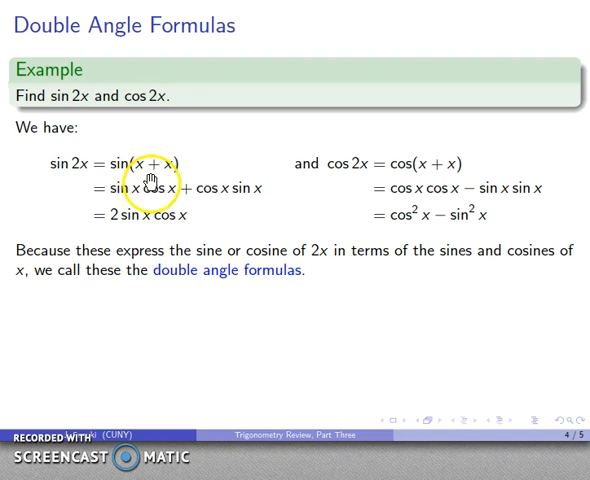 Double Angle Formulas
Example
Find sin 2x and cos 2x.
We have:
sin 2x = sin(x + x)
= sin x cos x + cos x sin x
= 2 sin x cos x
and cos 2x = cos(x + x)
= cos x cos x − sin x sin x
= cos² x − sin² x
Because these express the sine or cosine of 2x in terms of the sines and cosines of
x, we call these the double angle formulas.
(CUNY)
Trigonometry Review, Part Three
4 / 5
RECORDED WITH
SCREENCAST MATIC